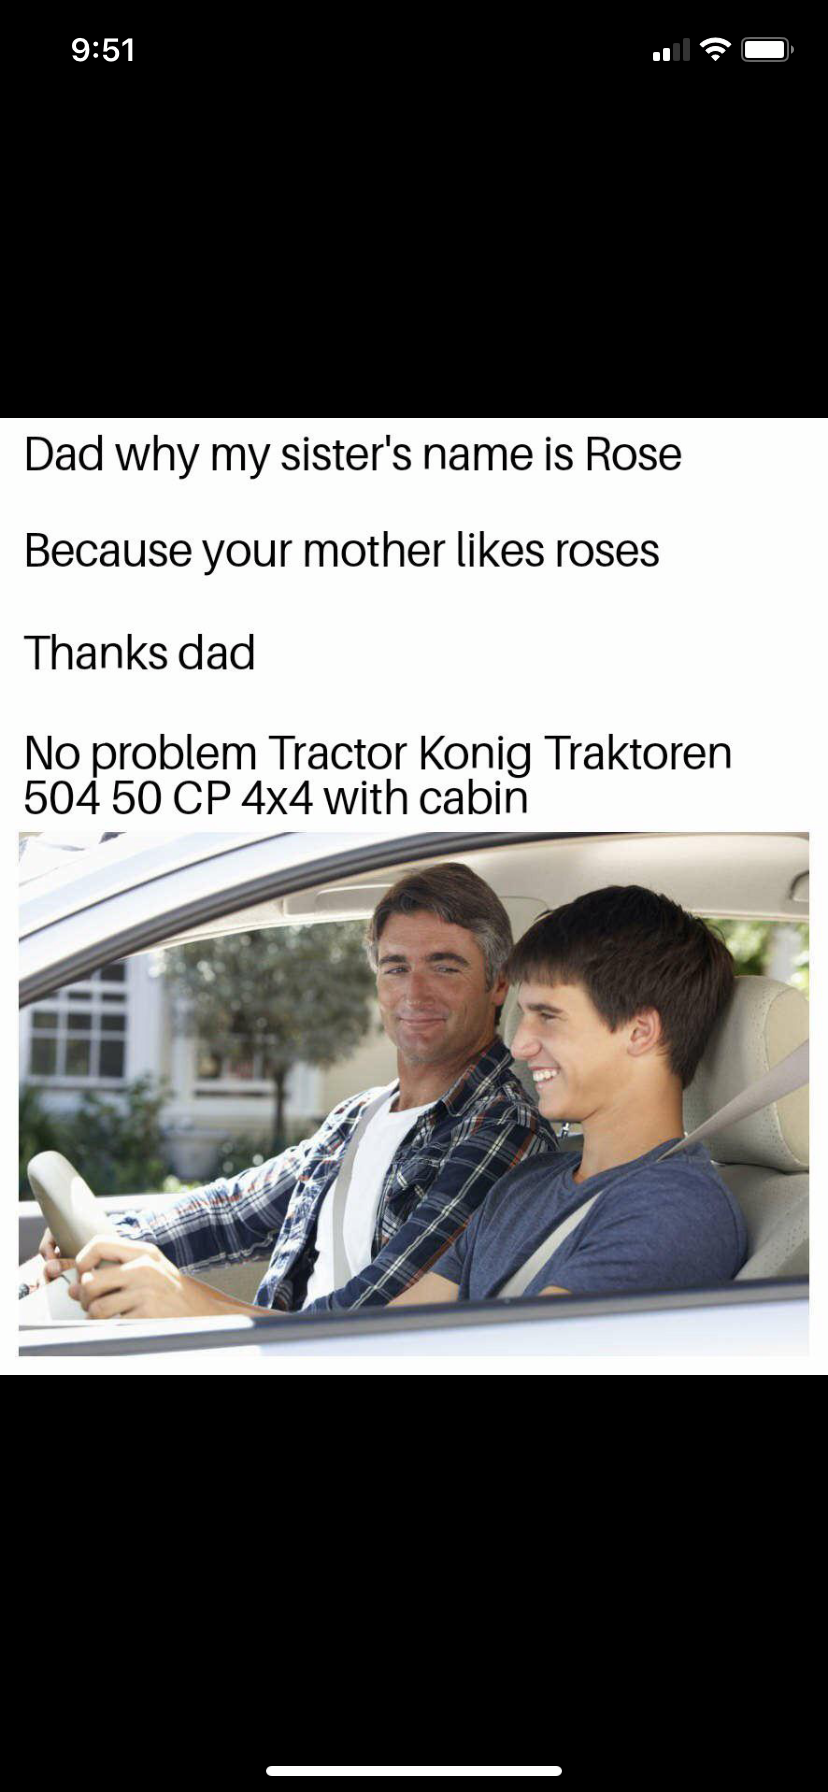 9:51
Dad why my sister's name is Rose
Because your mother likes roses
Thanks dad
No problem Tractor Konig Traktoren
504 50 CP 4x4 with cabin